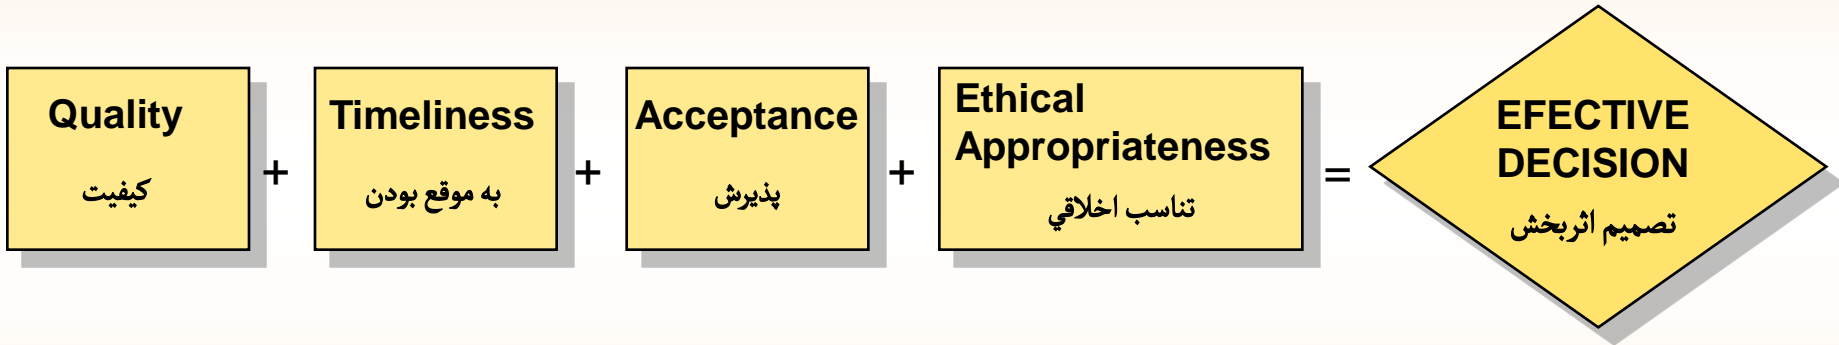 Quality
کیفیت
+
Timeliness
به موقع بودن
+
Acceptance
پذیرش
+
Ethical
Appropriateness
تناسب اخلاقي
=
EFECTIVE
DECISION
تصمیم اثربخش